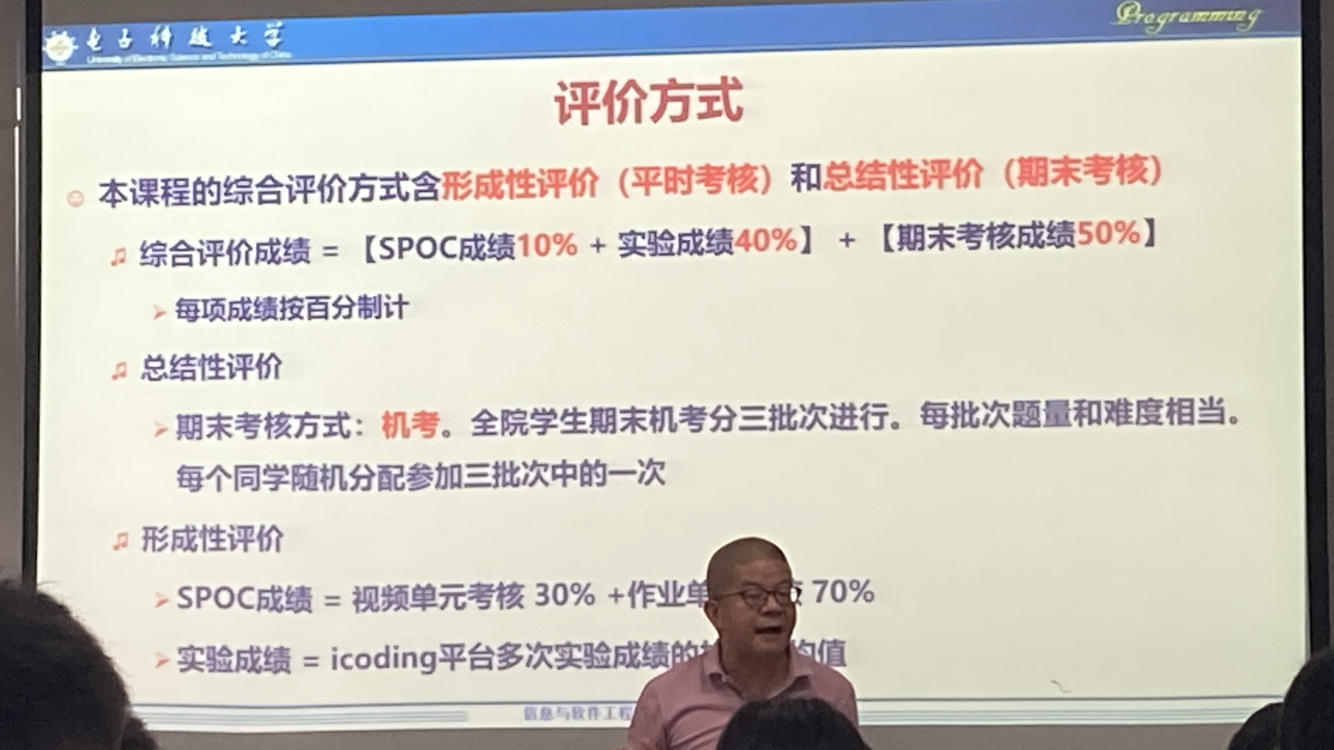 电子科技大学
University of Electronic Science and Technology of China
Programming
评价方式
本课程的综合评价方式含形成性评价（平时考核）和总结性评价（期末考核）
综合评价成绩 = 【SPOC成绩10% + 实验成绩40%】 + 【期末考核成绩50%】
每项成绩按百分制计
总结性评价
期末考核方式：机考。全院学生期末机考分三批次进行。每批次题量和难度相当。
每个同学随机分配参加三批次中的一次
形成性评价
SPOC成绩 = 视频单元考核 30% +作业单 70%
实验成绩 = icoding平台多次实验成绩的 均值
信息与软件工程